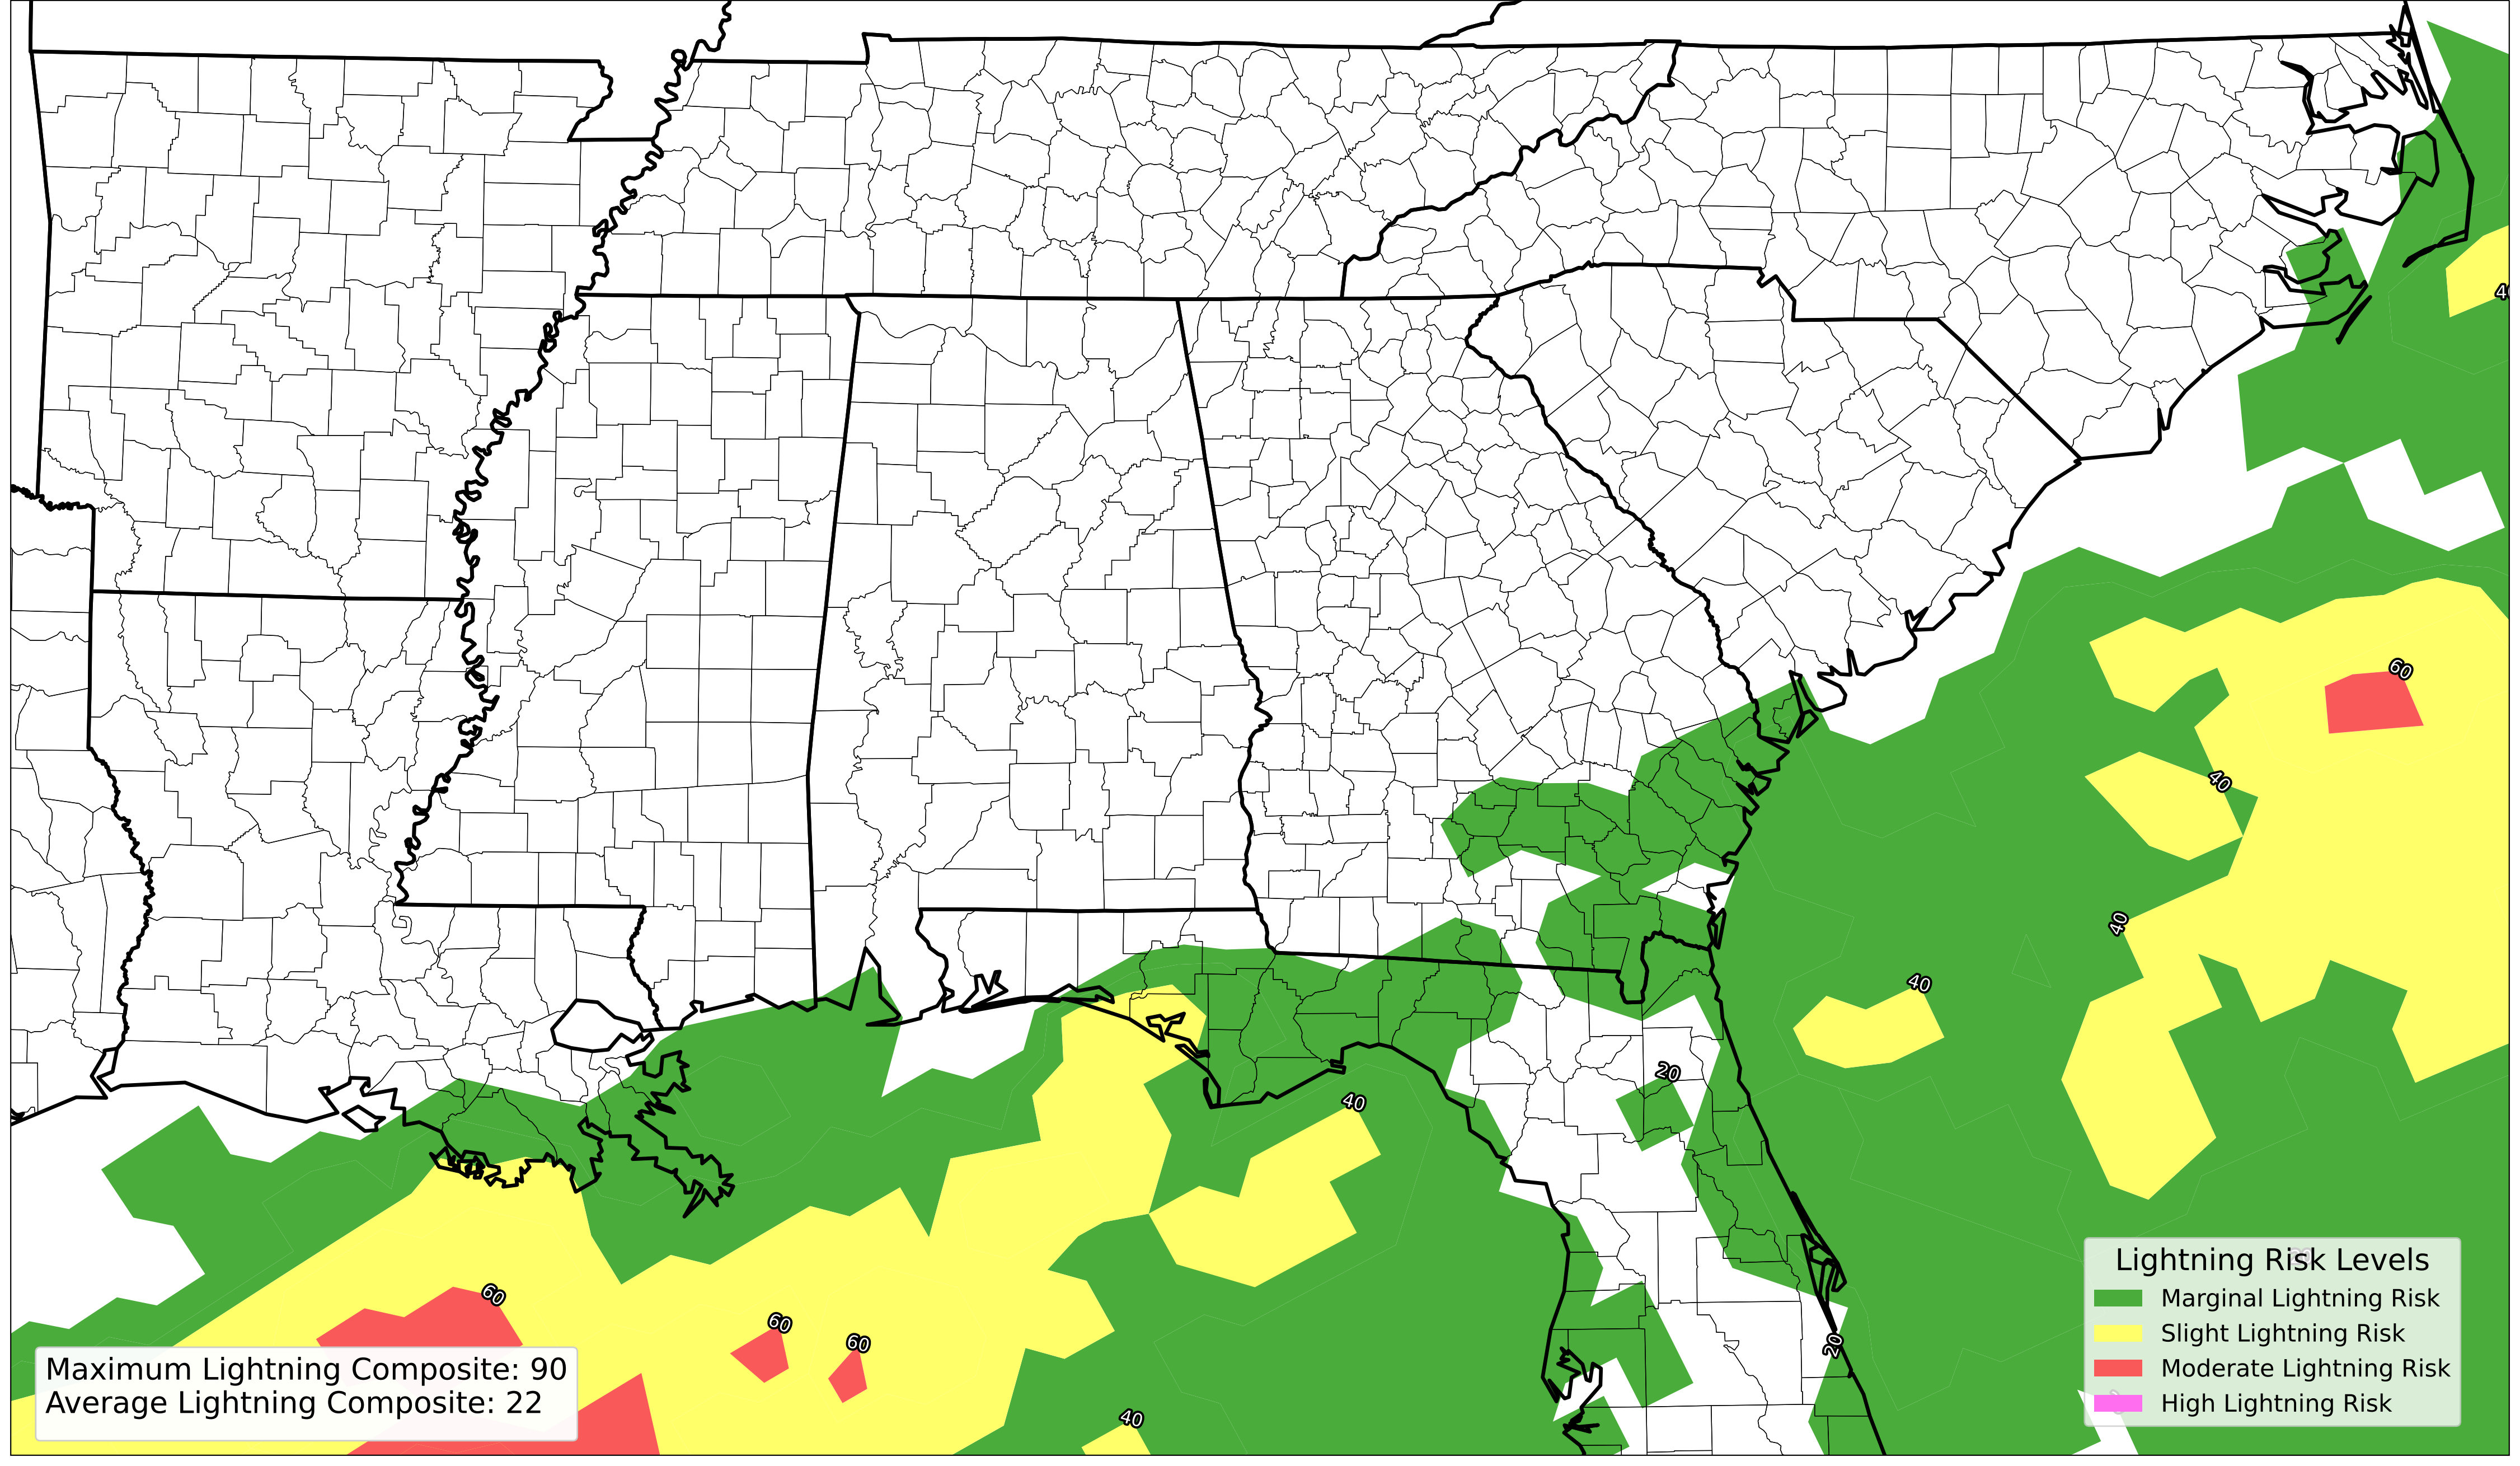 40
60
40
40
40
20
40
60
60
60
20
40
Lightning Risk Levels
Marginal Lightning Risk
Slight Lightning Risk
Moderate Lightning Risk
High Lightning Risk
Maximum Lightning Composite: 90
Average Lightning Composite: 22